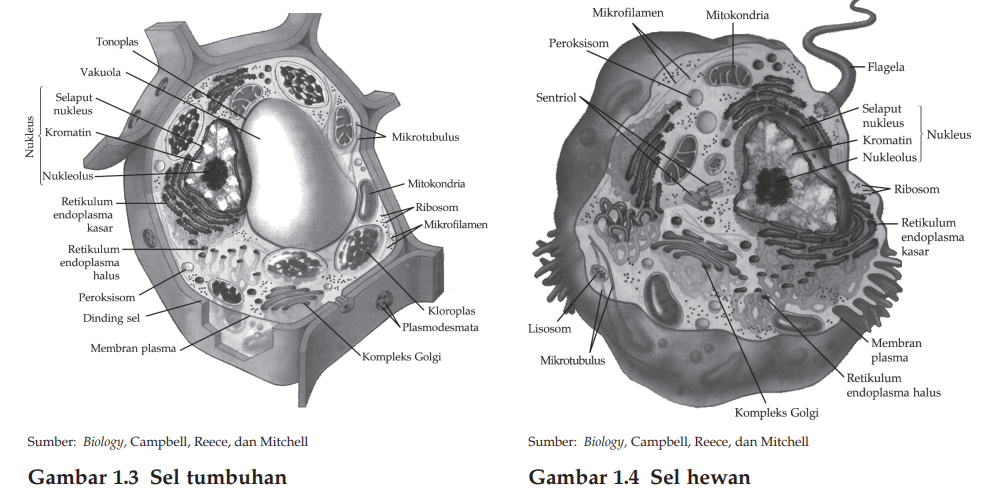 Tonoplas
Vakuola
Selaput
nukleus
Kromatin
Nukleus
Nukleolus
Retikulum
endoplasma
kasar
Retikulum
endoplasma
halus
Peroksisom
Dinding sel
Membran plasma
Mikrotubulus
Mitokondria
Ribosom
Mikrofilamen
Kloroplas
Plasmodesmata
Kompleks Golgi
Sumber: Biology, Campbell, Reece, dan Mitchell
Gambar 1.3 Sel tumbuhan
Mikrofilamen
Mitokondria
Peroksisom
Sentriol
Flagela
Selaput
nukleus
Kromatin
Nukleolus
Nukleus
Ribosom
Retikulum
endoplasma
kasar
Lisosom
Mikrotubulus
Membran
plasma
Retikulum
endoplasma halus
Kompleks Golgi
Sumber: Biology, Campbell, Reece, dan Mitchell
Gambar 1.4 Sel hewan